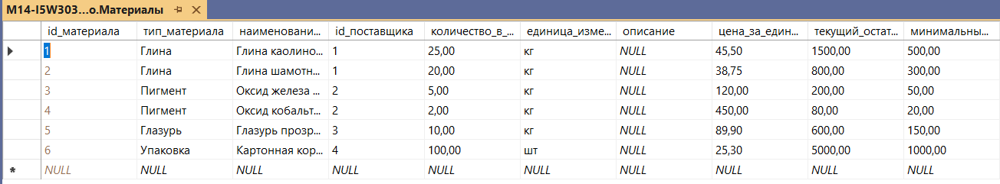 M14-I5W303...о.Материалы
id_материала тип_материала наименовани... id_поставщика количество_в_... единица_изме... описание цена_за_един... текущий_остат... минимальны...
1 Глина Глина каолино... 1 25,00 кг NULL 45,50 1500,00 500,00
2 Глина Глина шамотн... 1 20,00 кг NULL 38,75 800,00 300,00
3 Пигмент Оксид железа ... 2 5,00 кг NULL 120,00 200,00 50,00
4 Пигмент Оксид кобальт... 2 2,00 кг NULL 450,00 80,00 20,00
5 Глазурь Глазурь прозр... 3 10,00 кг NULL 89,90 600,00 150,00
6 Упаковка Картонная кор... 4 100,00 шт NULL 25,30 5000,00 1000,00
NULL NULL NULL NULL NULL NULL NULL NULL NULL NULL